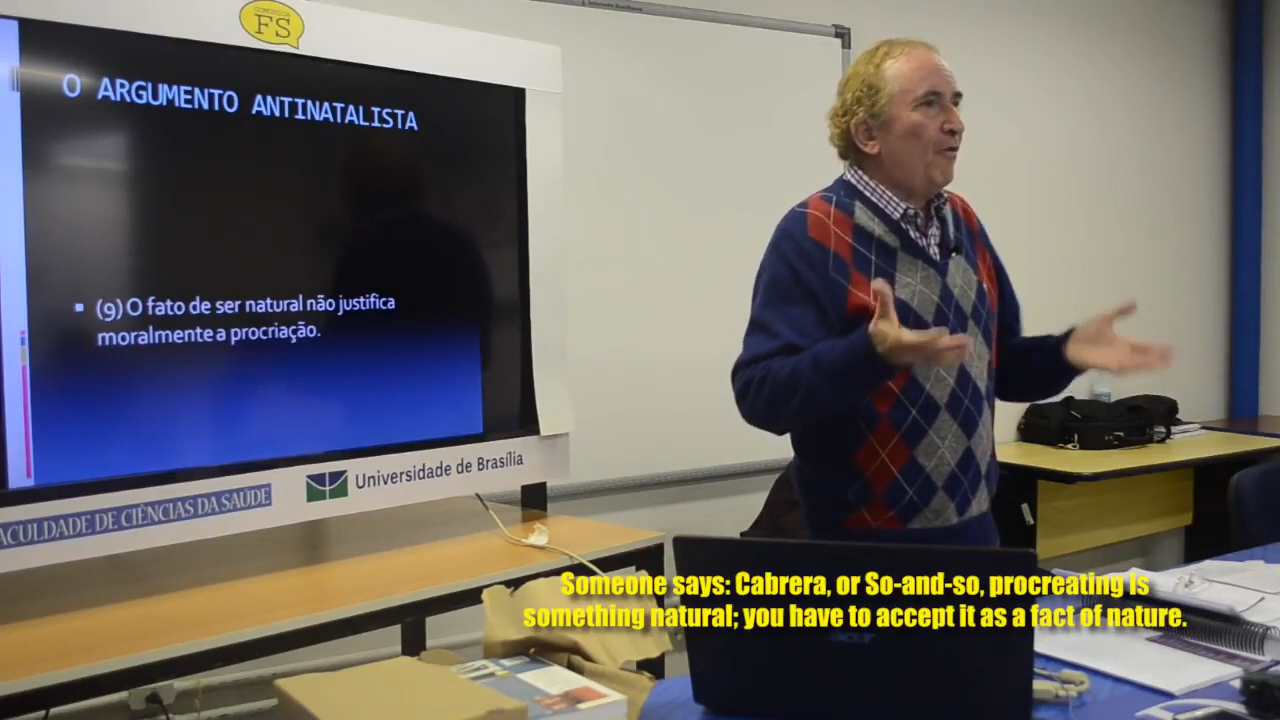 FS
O ARGUMENTO ANTINATALISTA
(9) O fato de ser natural não justifica
moralmente a procriação.
ACULDADE DE CIÊNCIAS DA SAÚDE
Universidade de Brasília
Someone says: Cabrera, or So-and-so, procreating is
something natural; you have to accept it as a fact of nature.
acer